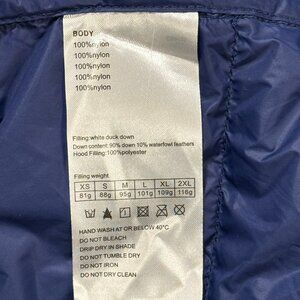 BODY
100%nylon
100%nylon
100%nylon
100%nylon
100%nylon
Filling:white duck down
Down content: 90% down 10% waterfowl feathers
Hood Filling:100%polyester
Filling weight
XS S M L XL 2XL
81g 88g 95g 101g 109g 116g
HAND WASH AT OR BELOW 40°C
DO NOT BLEACH
DRIP DRY IN SHADE
DO NOT TUMBLE DRY
DO NOT IRON
DO NOT DRY CLEAN